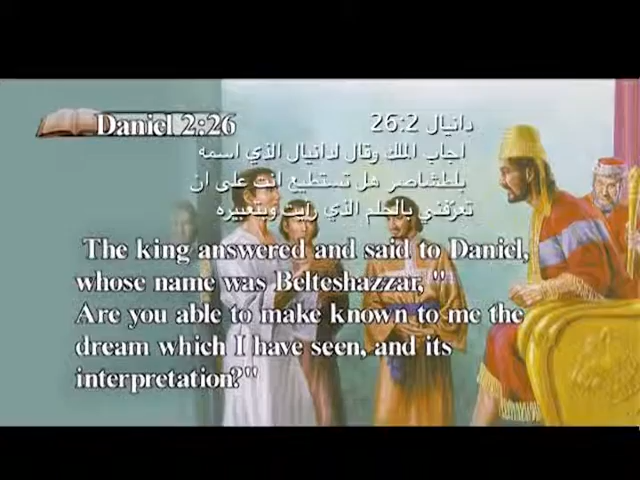 Daniel 2:26
دانيال 26:2
اجاب الملك وقال لدانيال الذي اسمه
بلطشاصر هل تستطيع انت على ان
تعرّفني بالحلم الذي رايت وبتعبيره
The king answered and said to Daniel,
whose name was Belteshazzar, "
Are you able to make known to me the
dream which I have seen, and its
interpretation?"